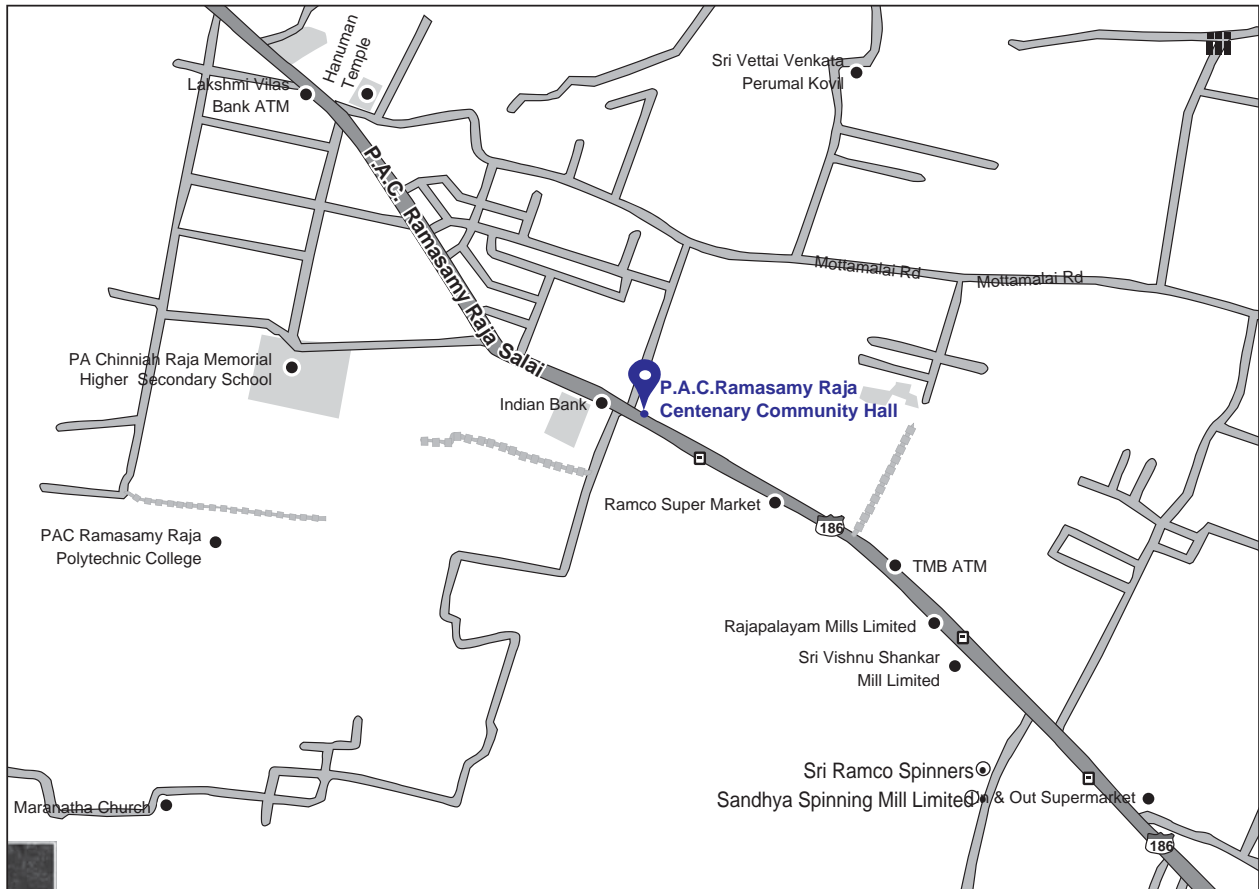 Hanuman
Temple
Sri Vettai Venkata
Perumal Kovil
Lakshmi Vilas
Bank ATM
P.A.C. Ramasamy Raja Salai
Mottamalai Rd
Mottamalai Rd
PA Chinniah Raja Memorial
Higher Secondary School
Indian Bank
P.A.C.Ramasamy Raja
Centenary Community Hall
Ramco Super Market
186
PAC Ramasamy Raja
Polytechnic College
TMB ATM
Rajapalayam Mills Limited
Sri Vishnu Shankar
Mill Limited
Sri Ramco Spinners
Sandhya Spinning Mill Limited
& Out Supermarket
Maranatha Church
186